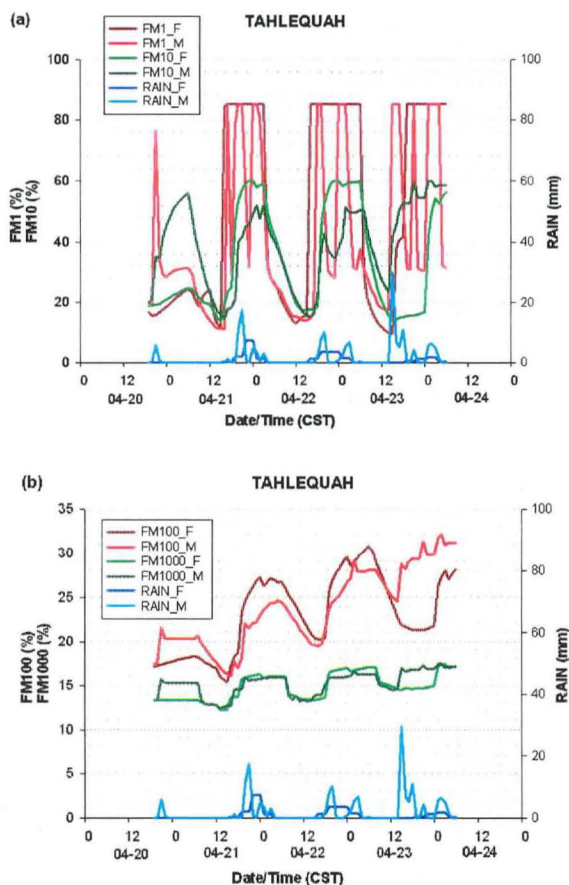 (a)
TAHLEQUAH
FM1_F
FM1_M
FM10_F
FM10_M
RAIN_F
RAIN_M
100
80
60
40
20
0
FM1 (%)
FM10 (%)
100
80
60
40
20
0
RAIN (mm)
0 12 0 12 0 12 0 12 0 12 0
04-20 04-21 04-22 04-23 04-24
Date/Time (CST)
(b)
TAHLEQUAH
FM100_F
FM100_M
FM1000_F
FM1000_M
RAIN_F
RAIN_M
35
30
25
20
15
10
5
0
FM100 (%)
FM1000 (%)
100
80
60
40
20
0
RAIN (mm)
0 12 0 12 0 12 0 12 0 12 0
04-20 04-21 04-22 04-23 04-24
Date/Time (CST)